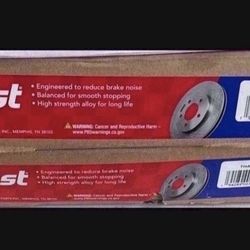 st
• Engineered to reduce brake noise
• Balanced for smooth stopping
• High strength alloy for long life
INC., MEMPHIS, TN 38103
WARNING: Cancer and Reproductive Harm -
www.P65warnings.ca.gov
st
• Engineered to reduce brake noise
• Balanced for smooth stopping
• High strength alloy for long life
WARNING: Cancer and Reproductive Harm -
www.P65warnings.ca.gov